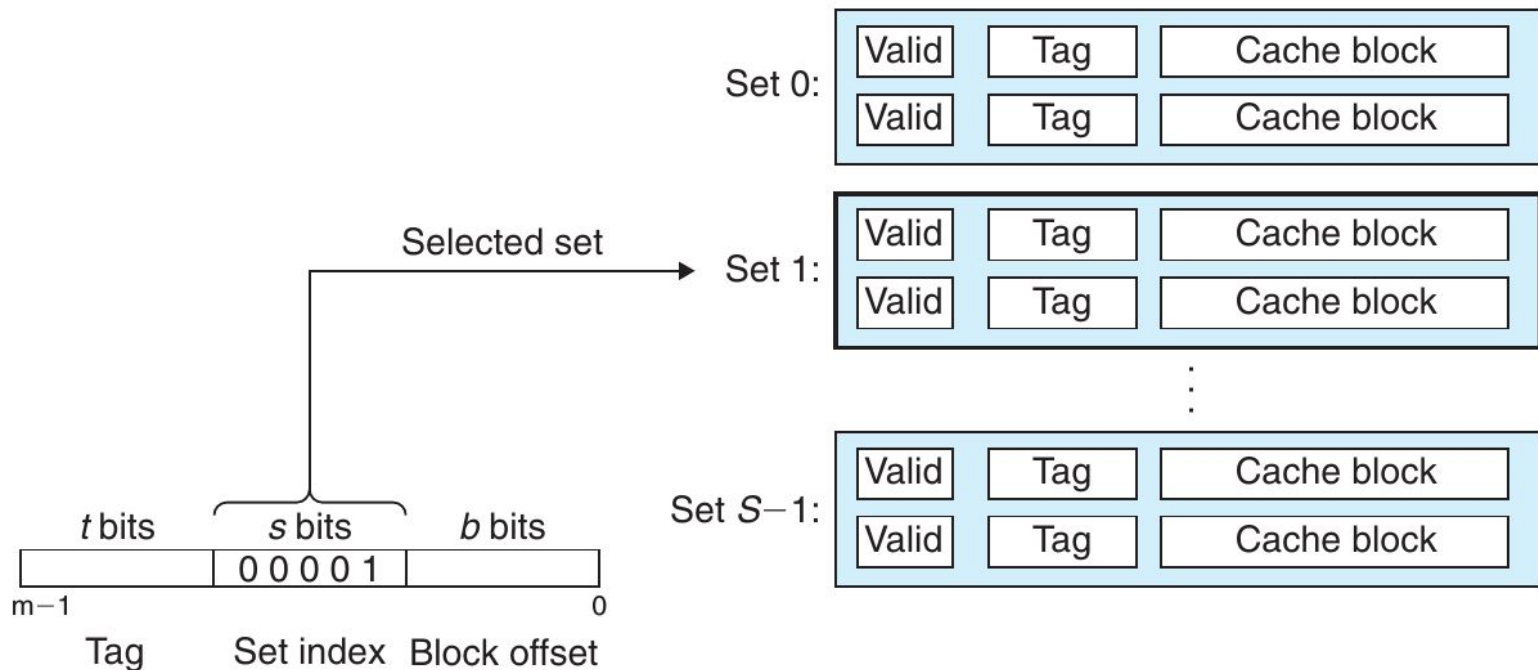 Set 0:
Valid Tag Cache block
Valid Tag Cache block
Selected set
Set 1:
Valid Tag Cache block
Valid Tag Cache block
Set S−1:
Valid Tag Cache block
Valid Tag Cache block
t bits s bits b bits
0 0 0 0 1
m−1 0
Tag Set index Block offset